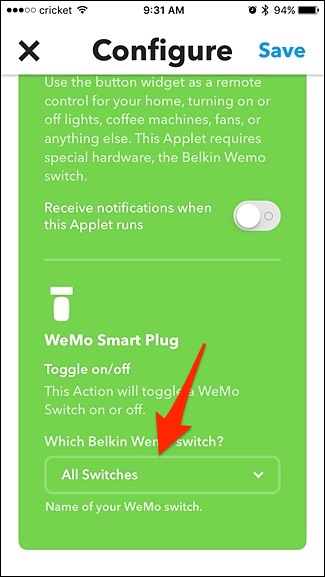 cricket 9:31 AM 94%
Configure Save
Use the button widget as a remote
control for your home, turning on or
off lights, coffee machines, fans, or
anything else. This Applet requires
special hardware, the Belkin Wemo
switch.
Receive notifications when
this Applet runs
WeMo Smart Plug
Toggle on/off
This Action will toggle a WeMo
Switch on or off.
Which Belkin Wemo switch?
All Switches
Name of your WeMo switch.